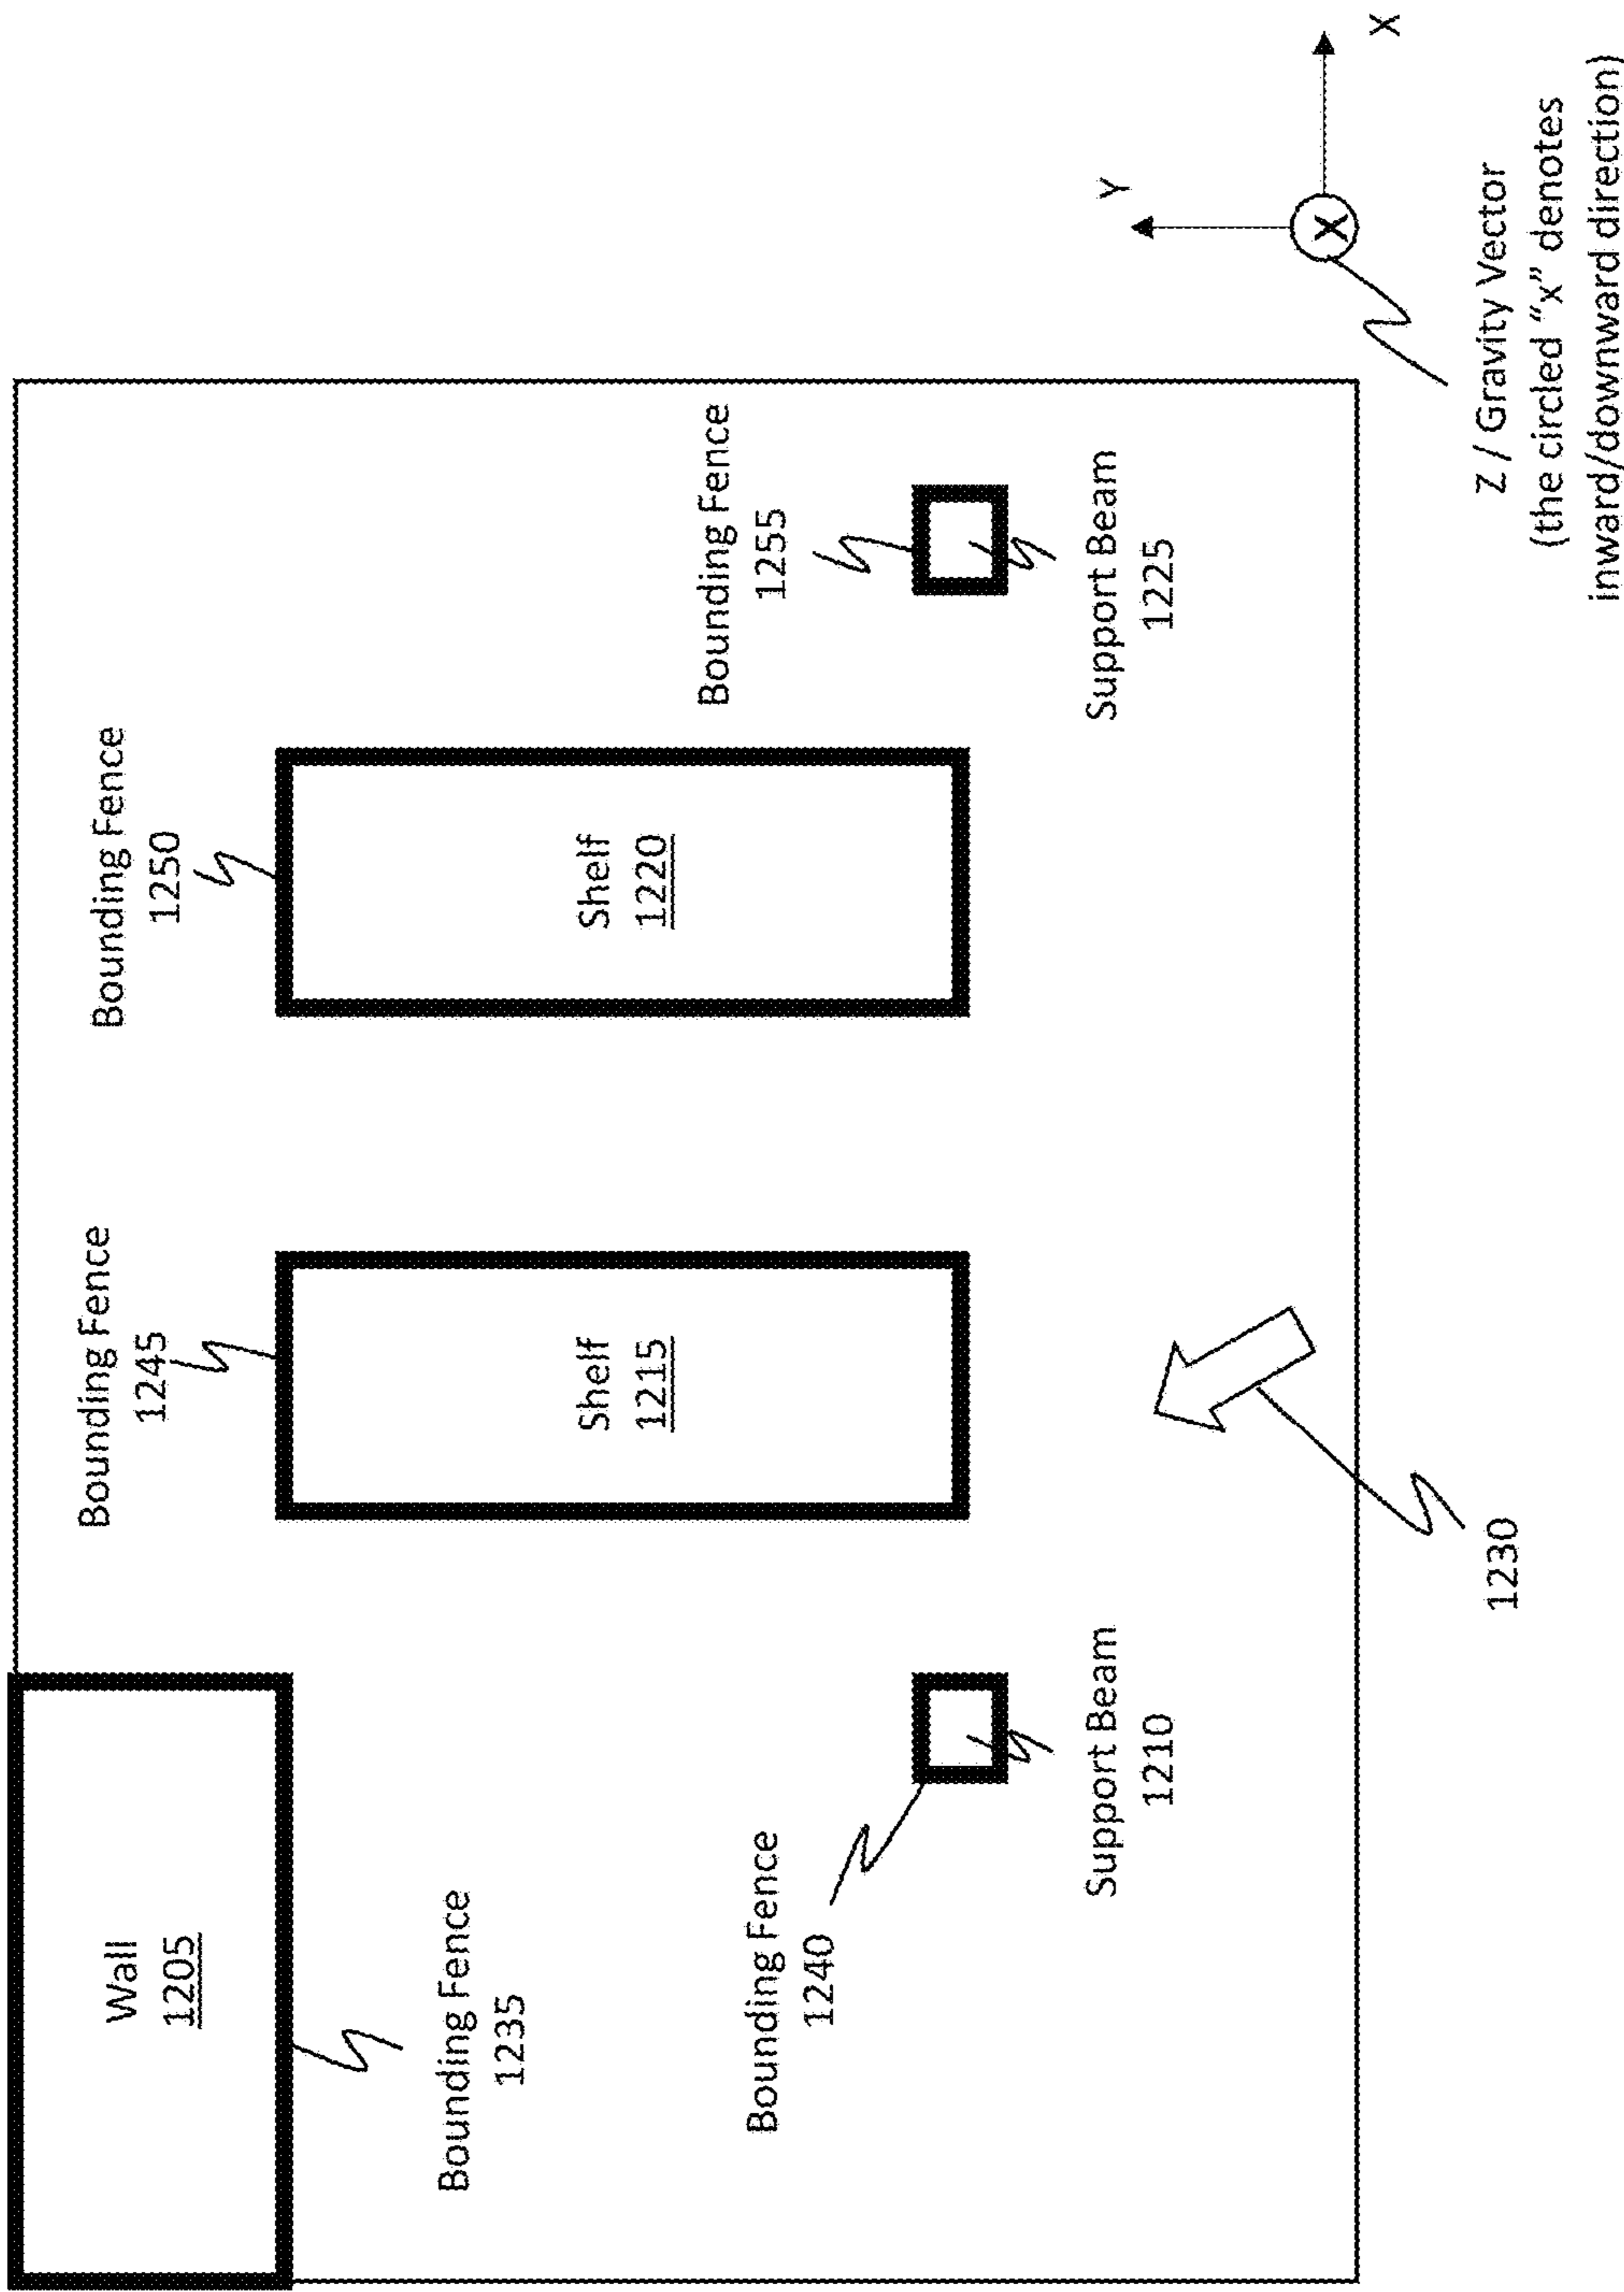 Wall
1205
Bounding Fence
1245
Bounding Fence
1250
Bounding Fence
1235
Shelf
1215
Shelf
1220
Bounding Fence
1240
Bounding Fence
1255
Support Beam
1210
Support Beam
1225
Y
X
X
1230
Z / Gravity Vector
(the circled “x” denotes
inward/downward direction)